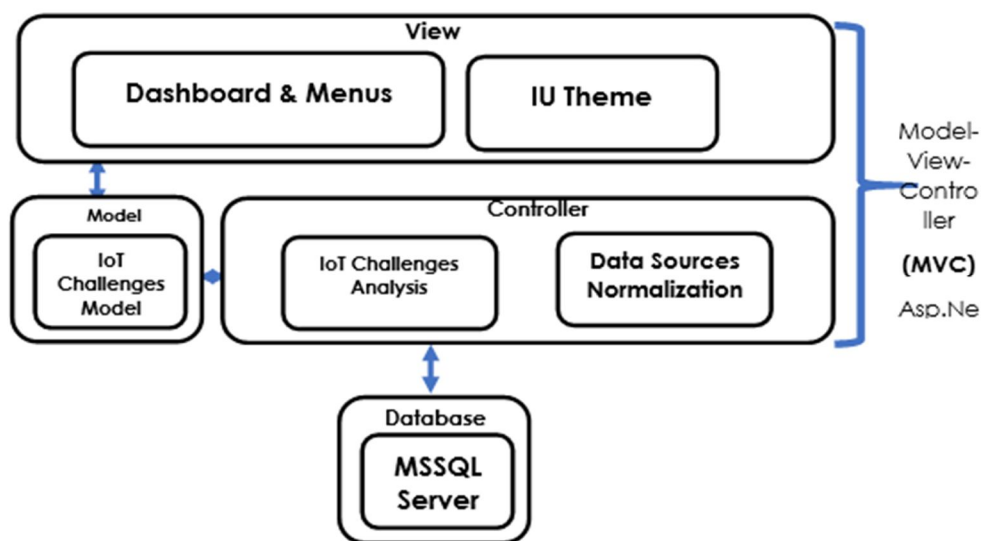 View
Dashboard & Menus
IU Theme
Model
IoT
Challenges
Model
Controller
IoT Challenges
Analysis
Data Sources
Normalization
Database
MSSQL
Server
Model-
View-
Contro
ller
(MVC)
Asp.Ne